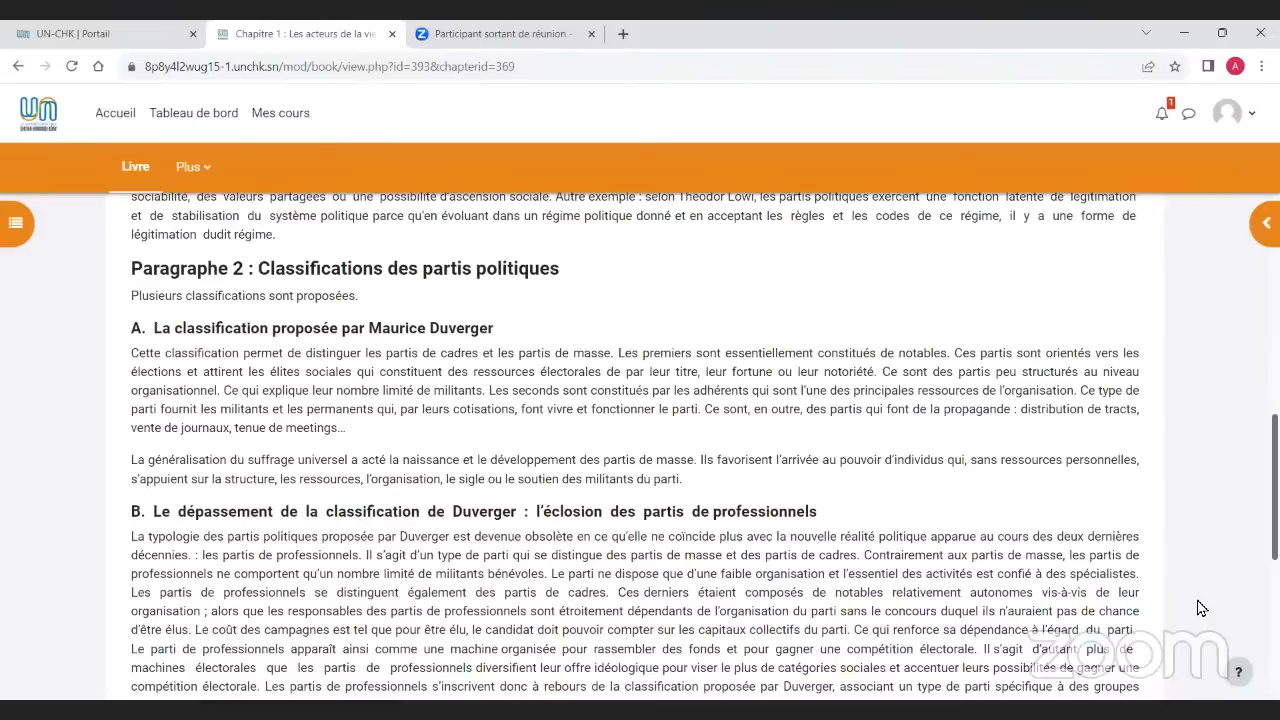 UN-CHK | Portail
Chapitre 1 : Les acteurs de la vie
Participant sortant de réunion -
8p8y4l2wug15-1.unchk.sn/mod/book/view.php?id=393&chapterid=369
A
Accueil Tableau de bord Mes cours
1
Livre Plus
sociabilité, des valeurs partagées ou une possibilité d'ascension sociale. Autre exemple : selon Théodor Lowi, les partis politiques exercent une fonction latente de légitimation
et de stabilisation du système politique parce qu'en évoluant dans un régime politique donné et en acceptant les règles et les codes de ce régime, il y a une forme de
légitimation dudit régime.
Paragraphe 2 : Classifications des partis politiques
Plusieurs classifications sont proposées.
A. La classification proposée par Maurice Duverger
Cette classification permet de distinguer les partis de cadres et les partis de masse. Les premiers sont essentiellement constitués de notables. Ces partis sont orientés vers les
élections et attirent les élites sociales qui constituent des ressources électorales de par leur titre, leur fortune ou leur notoriété. Ce sont des partis peu structurés au niveau
organisationnel. Ce qui explique leur nombre limité de militants. Les seconds sont constitués par les adhérents qui sont l'une des principales ressources de l'organisation. Ce type de
parti fournit les militants et les permanents qui, par leurs cotisations, font vivre et fonctionner le parti. Ce sont, en outre, des partis qui font de la propagande : distribution de tracts,
vente de journaux, tenue de meetings…
La généralisation du suffrage universel a acté la naissance et le développement des partis de masse. Ils favorisent l'arrivée au pouvoir d'individus qui, sans ressources personnelles,
s'appuient sur la structure, les ressources, l'organisation, le sigle ou le soutien des militants du parti.
B. Le dépassement de la classification de Duverger : l'éclosion des partis de professionnels
La typologie des partis politiques proposée par Duverger est devenue obsolète en ce qu'elle ne coïncide plus avec la nouvelle réalité politique apparue au cours des deux dernières
décennies. : les partis de professionnels. Il s'agit d'un type de parti qui se distingue des partis de masse et des partis de cadres. Contrairement aux partis de masse, les partis de
professionnels ne comportent qu'un nombre limité de militants bénévoles. Le parti ne dispose que d'une faible organisation et l'essentiel des activités est confié à des spécialistes.
Les partis de professionnels se distinguent également des partis de cadres. Ces derniers étaient composés de notables relativement autonomes vis-à-vis de leur
organisation ; alors que les responsables des partis de professionnels sont étroitement dépendants de l'organisation du parti sans le concours duquel ils n'auraient pas de chance
d'être élus. Le coût des campagnes est tel que pour être élu, le candidat doit pouvoir compter sur les capitaux collectifs du parti. Ce qui renforce sa dépendance à l'égard du parti.
Le parti de professionnels apparaît ainsi comme une machine organisée pour rassembler des fonds et pour gagner une compétition électorale. Il s'agit d'autant plus de
machines électorales que les partis de professionnels diversifient leur offre idéologique pour viser le plus de catégories sociales et accentuer leurs possibilités de gagner une
compétition électorale. Les partis de professionnels s'inscrivent donc à rebours de la classification proposée par Duverger, associant un type de parti spécifique à des groupes
zoom
?